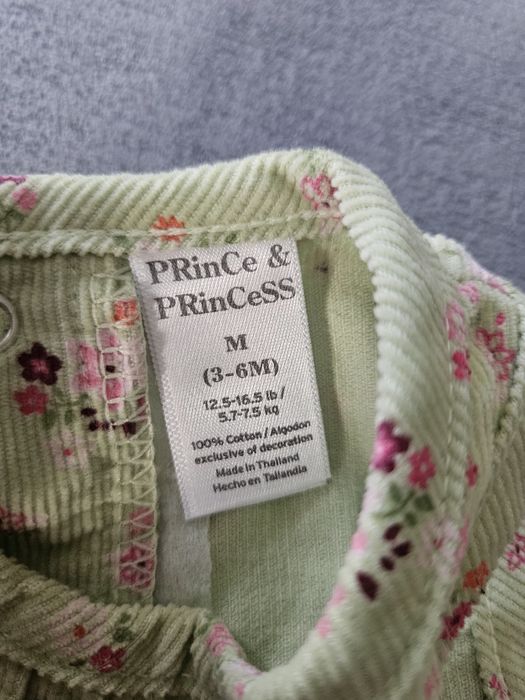 PRinCe &
PRinCeSS
M
(3-6M)
12.5-16.5 lb /
5.7-7.5 kg
100% Cotton / Algodon
exclusive of decoration
Made in Thailand
Hecho en Tailandia